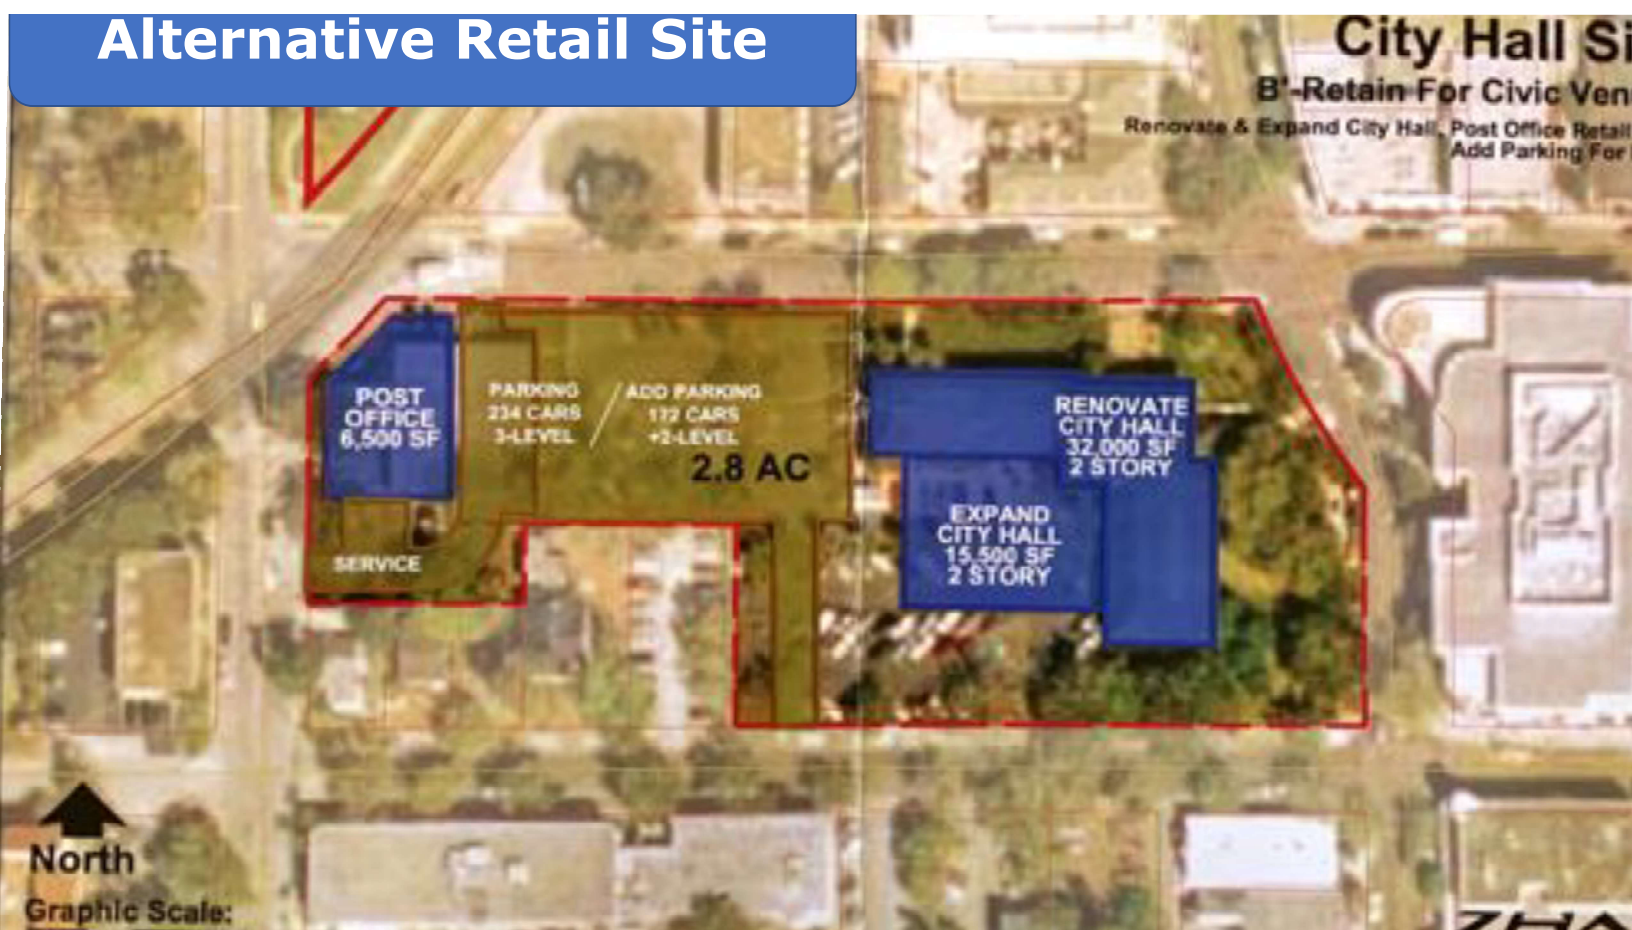 Alternative Retail Site
City Hall Si
B'-Retain For Civic Ven
Renovate & Expand City Hall, Post Office Retail
Add Parking For
POST
OFFICE
6,500 SF
PARKING
234 CARS
3-LEVEL
ADD PARKING
112 CARS
+2-LEVEL
2.8 AC
RENOVATE
CITY HALL
32,000 SF
2 STORY
EXPAND
CITY HALL
15,500 SF
2 STORY
SERVICE
North
Graphic Scale: